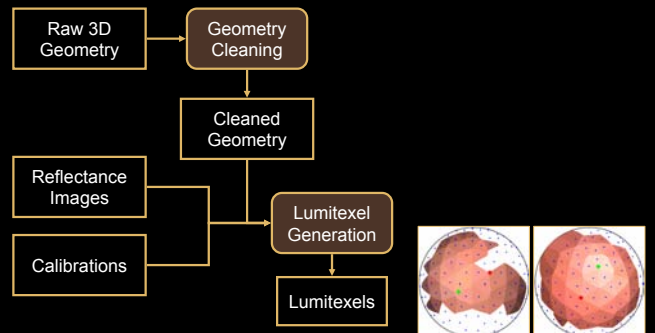 Raw 3D
Geometry
Geometry
Cleaning
Cleaned
Geometry
Reflectance
Images
Lumitexel
Generation
Calibrations
Lumitexels